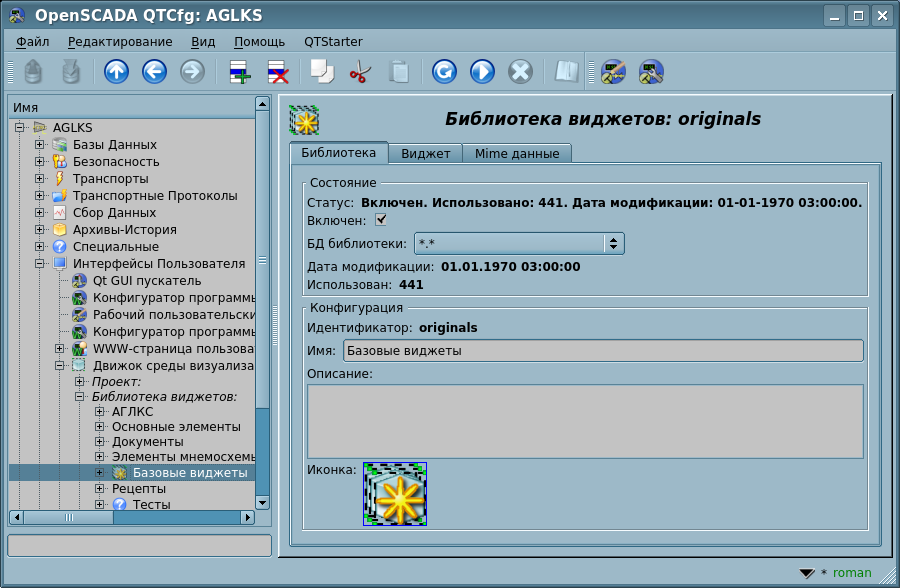 OpenSCADA QTCfg: AGLKS
Файл Редактирование Вид Помощь QTStarter
Имя
AGLKS
Базы Данных
Безопасность
Транспорты
Транспортные Протоколы
Сбор Данных
Архивы-История
Специальные
Интерфейсы Пользователя
Qt GUI пускатель
Конфигуратор программы
Рабочий пользовательски
Конфигуратор программы
WWW-страница пользова
Движок среды визуализа
Проект:
Библиотека виджетов:
АГЛКС
Основные элементы
Документы
Элементы мнемосхемы
Базовые виджеты
Рецепты
Тесты
Библиотека виджетов: originals
Библиотека Виджет Mime данные
Состояние
Статус: Включен. Использовано: 441. Дата модификации: 01-01-1970 03:00:00.
Включен:
БД библиотеки: *.*
Дата модификации: 01.01.1970 03:00:00
Использован: 441
Конфигурация
Идентификатор: originals
Имя: Базовые виджеты
Описание:
Иконка:
* roman